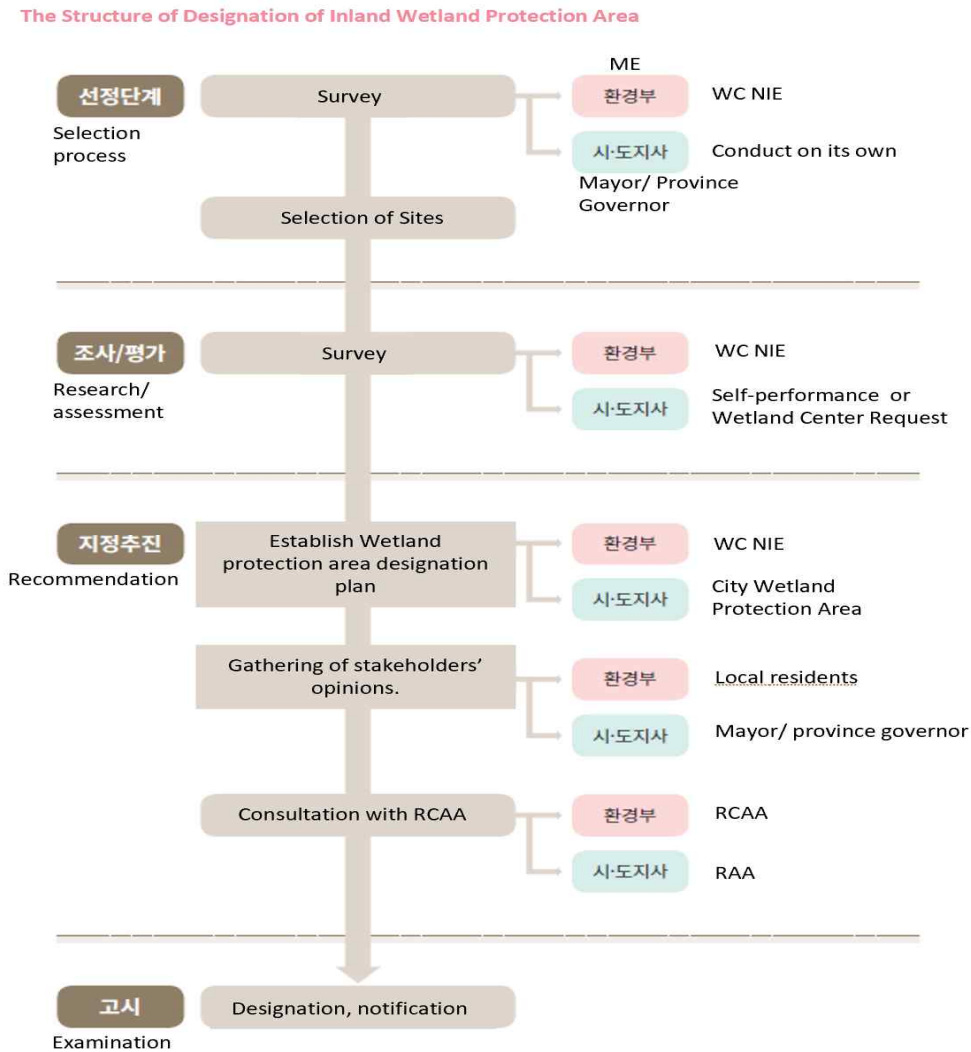 The Structure of Designation of Inland Wetland Protection Area
선정단계
Selection
process
Survey
ME
환경부
WC NIE
시·도지사
Conduct on its own
Mayor/ Province
Governor
Selection of Sites
조사/평가
Research/
assessment
Survey
환경부
WC NIE
시·도지사
Self-performance or
Wetland Center Request
지정추진
Recommendation
Establish Wetland
protection area designation
plan
환경부
WC NIE
시·도지사
City Wetland
Protection Area
Gathering of stakeholders’
opinions.
환경부
Local residents
시·도지사
Mayor/ province governor
Consultation with RCAA
환경부
RCAA
시·도지사
RAA
고시
Examination
Designation, notification